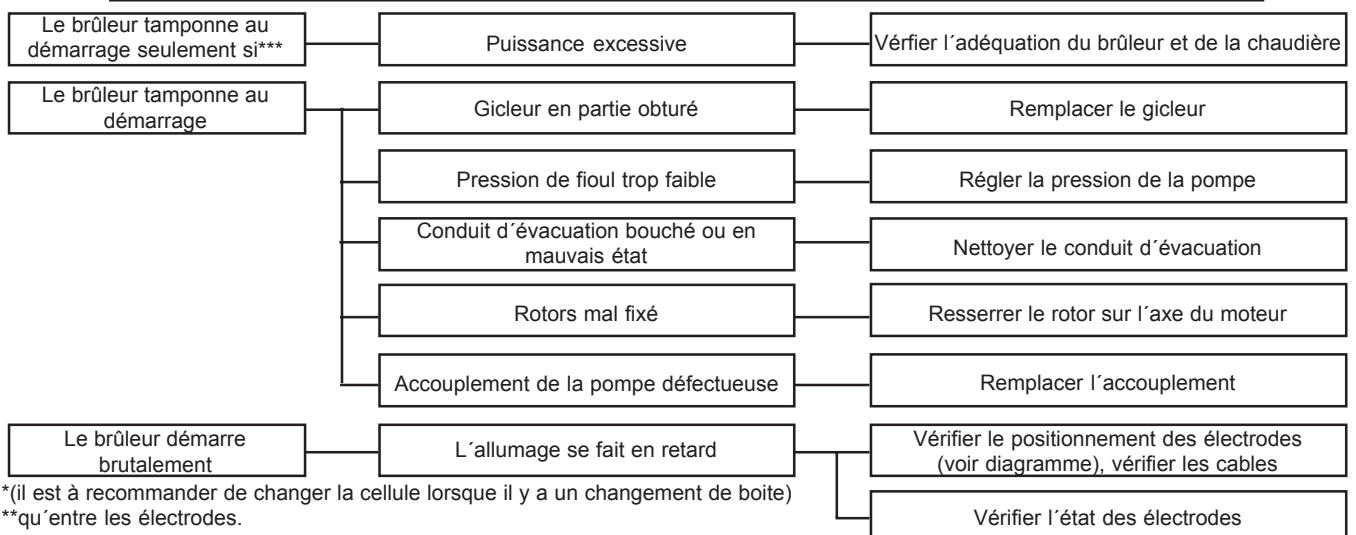 Le brûleur tamponne au
démarrage seulement si***
Puissance excessive
Vérfier l´adéquation du brûleur et de la chaudière
Le brûleur tamponne au
démarrage
Gicleur en partie obturé
Remplacer le gicleur
Pression de fioul trop faible
Régler la pression de la pompe
Conduit d´évacuation bouché ou en
mauvais état
Nettoyer le conduit d´évacuation
Rotors mal fixé
Resserrer le rotor sur l´axe du moteur
Accouplement de la pompe défectueuse
Remplacer l´accouplement
Le brûleur démarre
brutalement
L´allumage se fait en retard
Vérifier le positionnement des électrodes
(voir diagramme), vérifier les cables
Vérifier l´état des électrodes
*(il est à recommander de changer la cellule lorsque il y a un changement de boite)
**qu´entre les électrodes.